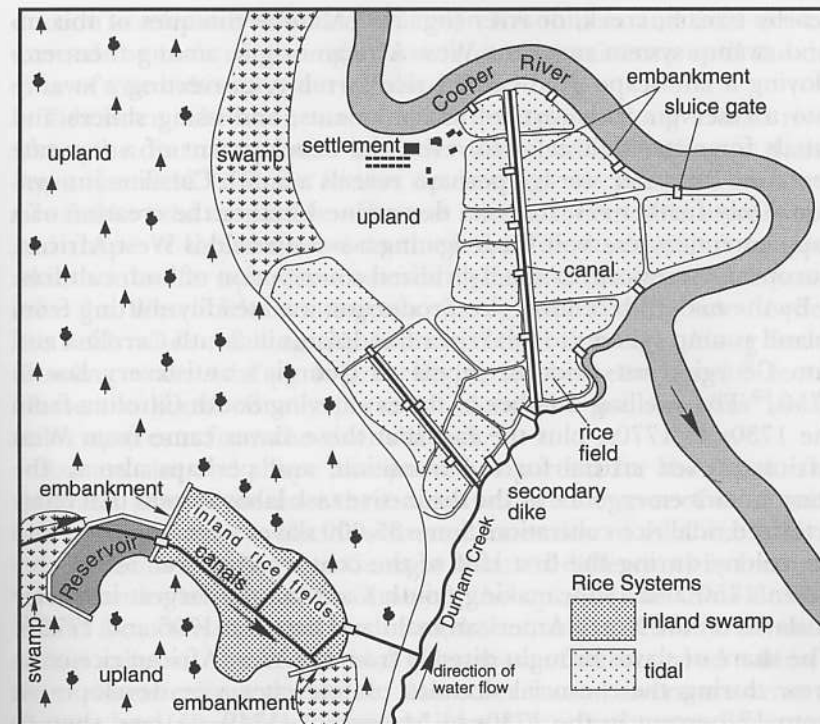 Cooper River
embankment
sluice gate
upland
swamp
settlement
upland
canal
rice
field
secondary
dike
embankment
Reservoir
inland rice fields
canals
Durham Creek
swamp
upland
embankment
direction of
water flow
Rice Systems
inland swamp
tidal